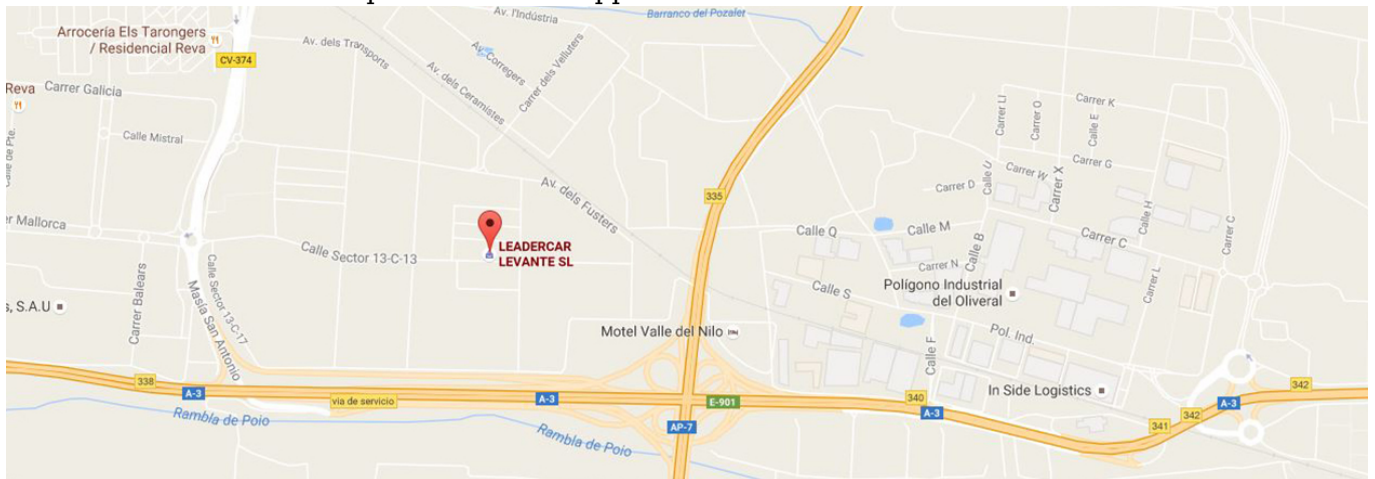 Arrocería Els Tarongers
/ Residencial Reva
CV-374
Reva
Carrer Galicia
Calle Mistral
er Mallorca
Carrer Balears
s, S.A.U
Calle Sector 13-C-17
Masía San Antonio
Calle Sector 13-C-13
Av. dels Transports
Av. l'Indústria
Av. Corregers
Carrer dels Velluters
Av. dels Ceramistes
Av. dels Fusters
Barranco del Pozalet
LEADERCAR
LEVANTE SL
335
Motel Valle del Nilo
338
A-3
via de servicio
A-3
E-901
AP-7
Rambla de Poio
Rambla de Poio
Carrer LI
Carrer O
Carrer K
Calle E
Carrer G
Carrer W
Carrer X
Calle U
Carrer D
Calle H
Carrer C
Carrer C
Calle Q
Calle M
Calle B
Carrer N
Carrer L
Polígono Industrial
del Oliveral
Calle S
Pol. Ind.
Calle F
In Side Logistics
340
A-3
341
342
A-3
342